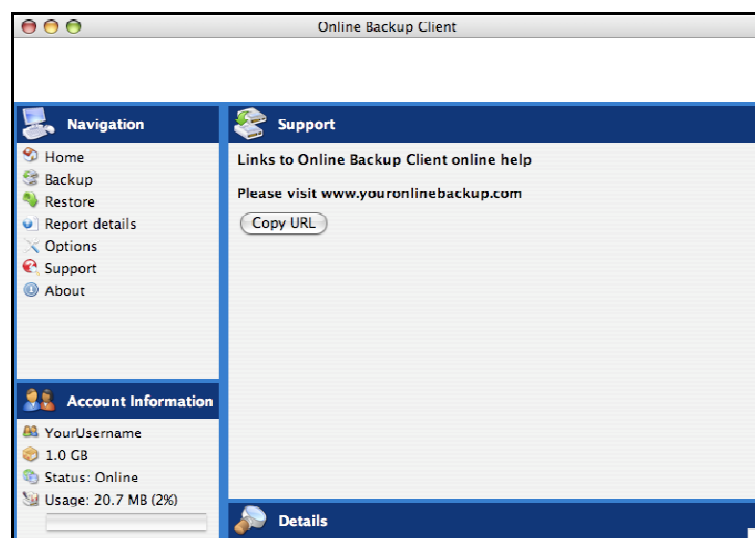 Online Backup Client
Navigation
Home
Backup
Restore
Report details
Options
Support
About
Account Information
YourUsername
1.0 GB
Status: Online
Usage: 20.7 MB (2%)
Support
Links to Online Backup Client online help
Please visit www.youronlinebackup.com
Copy URL
Details